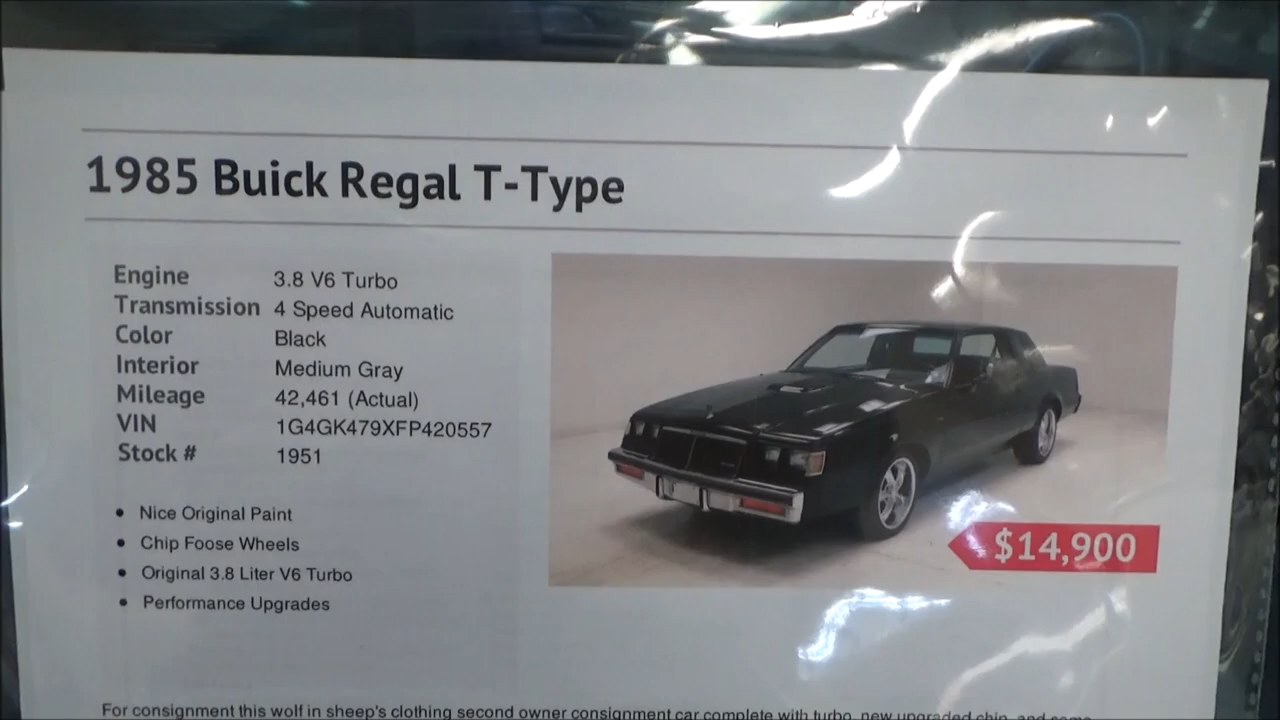 1985 Buick Regal T-Type
Engine 3.8 V6 Turbo
Transmission 4 Speed Automatic
Color Black
Interior Medium Gray
Mileage 42,461 (Actual)
VIN 1G4GK479XFP420557
Stock # 1951
• Nice Original Paint
• Chip Foose Wheels
• Original 3.8 Liter V6 Turbo
• Performance Upgrades
$14,900
For consignment this wolf in sheep's clothing second owner consignment car complete with turbo, new upgraded chip, and some